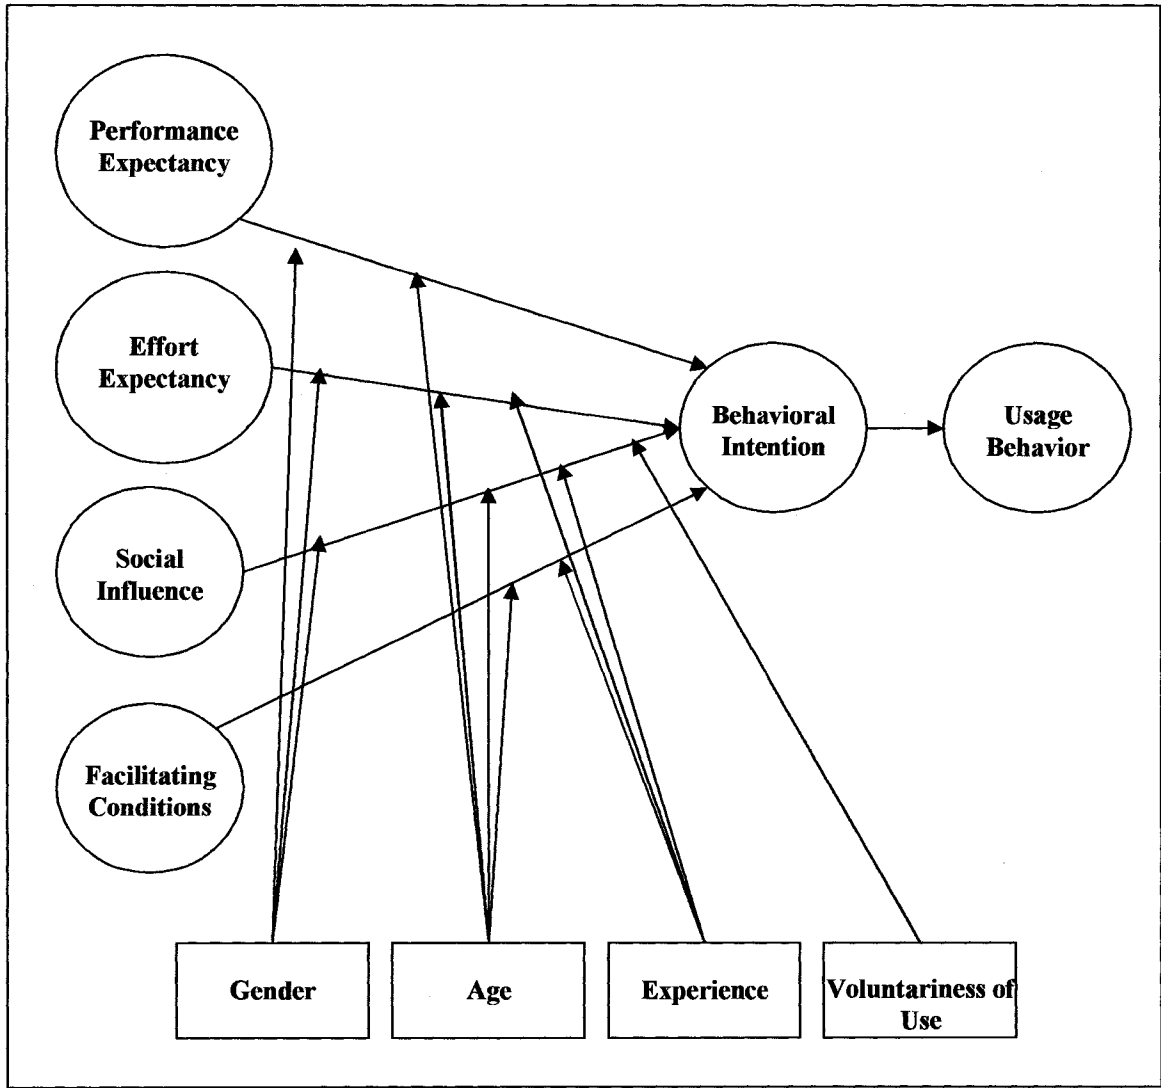 Performance
Expectancy
Effort
Expectancy
Behavioral
Intention
Usage
Behavior
Social
Influence
Facilitating
Conditions
Gender
Age
Experience
Voluntariness of
Use